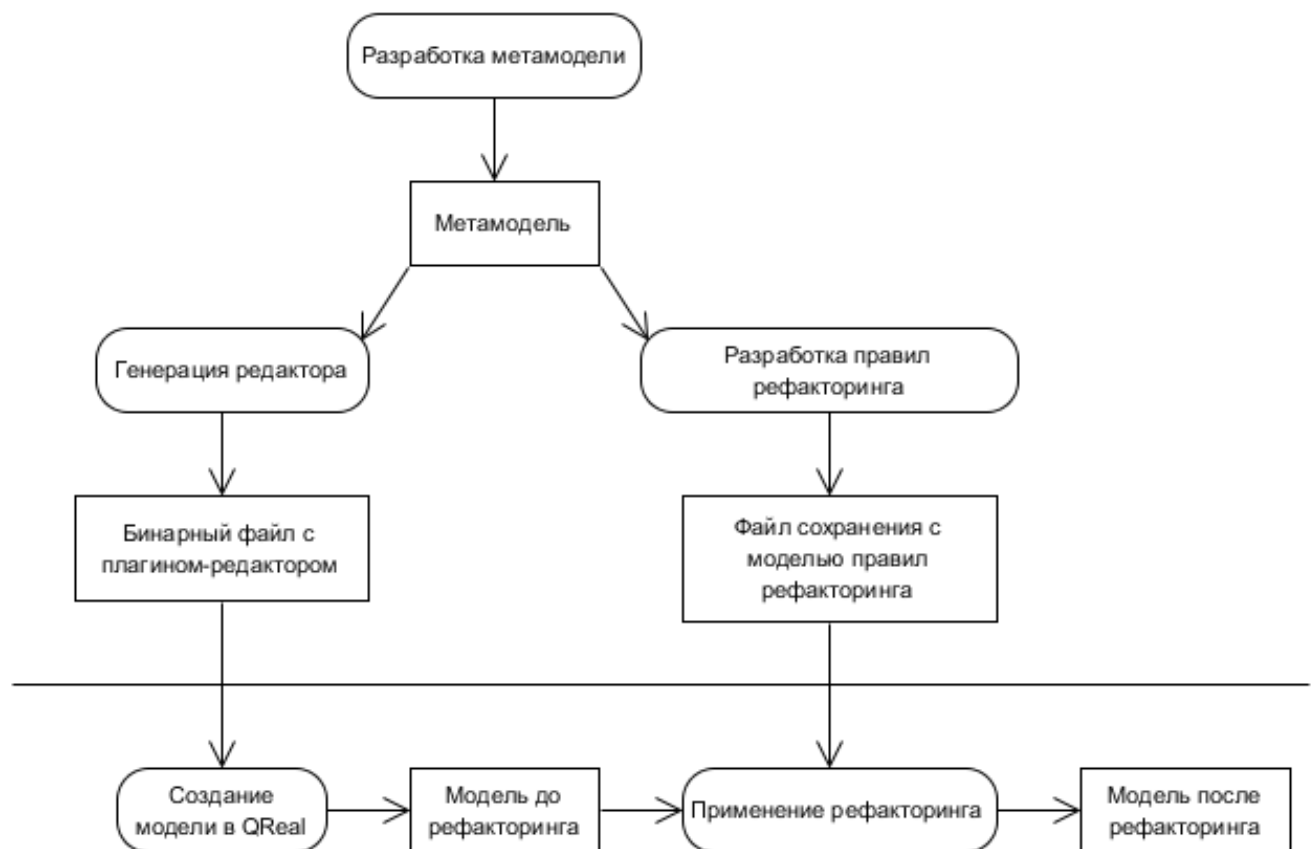 Разработка метамодели
Метамодель
Генерация редактора
Разработка правил
рефакторинга
Бинарный файл с
плагином-редактором
Файл сохранения с
моделью правил
рефакторинга
Создание
модели в QReal
Модель до
рефакторинга
Применение рефакторинга
Модель после
рефакторинга